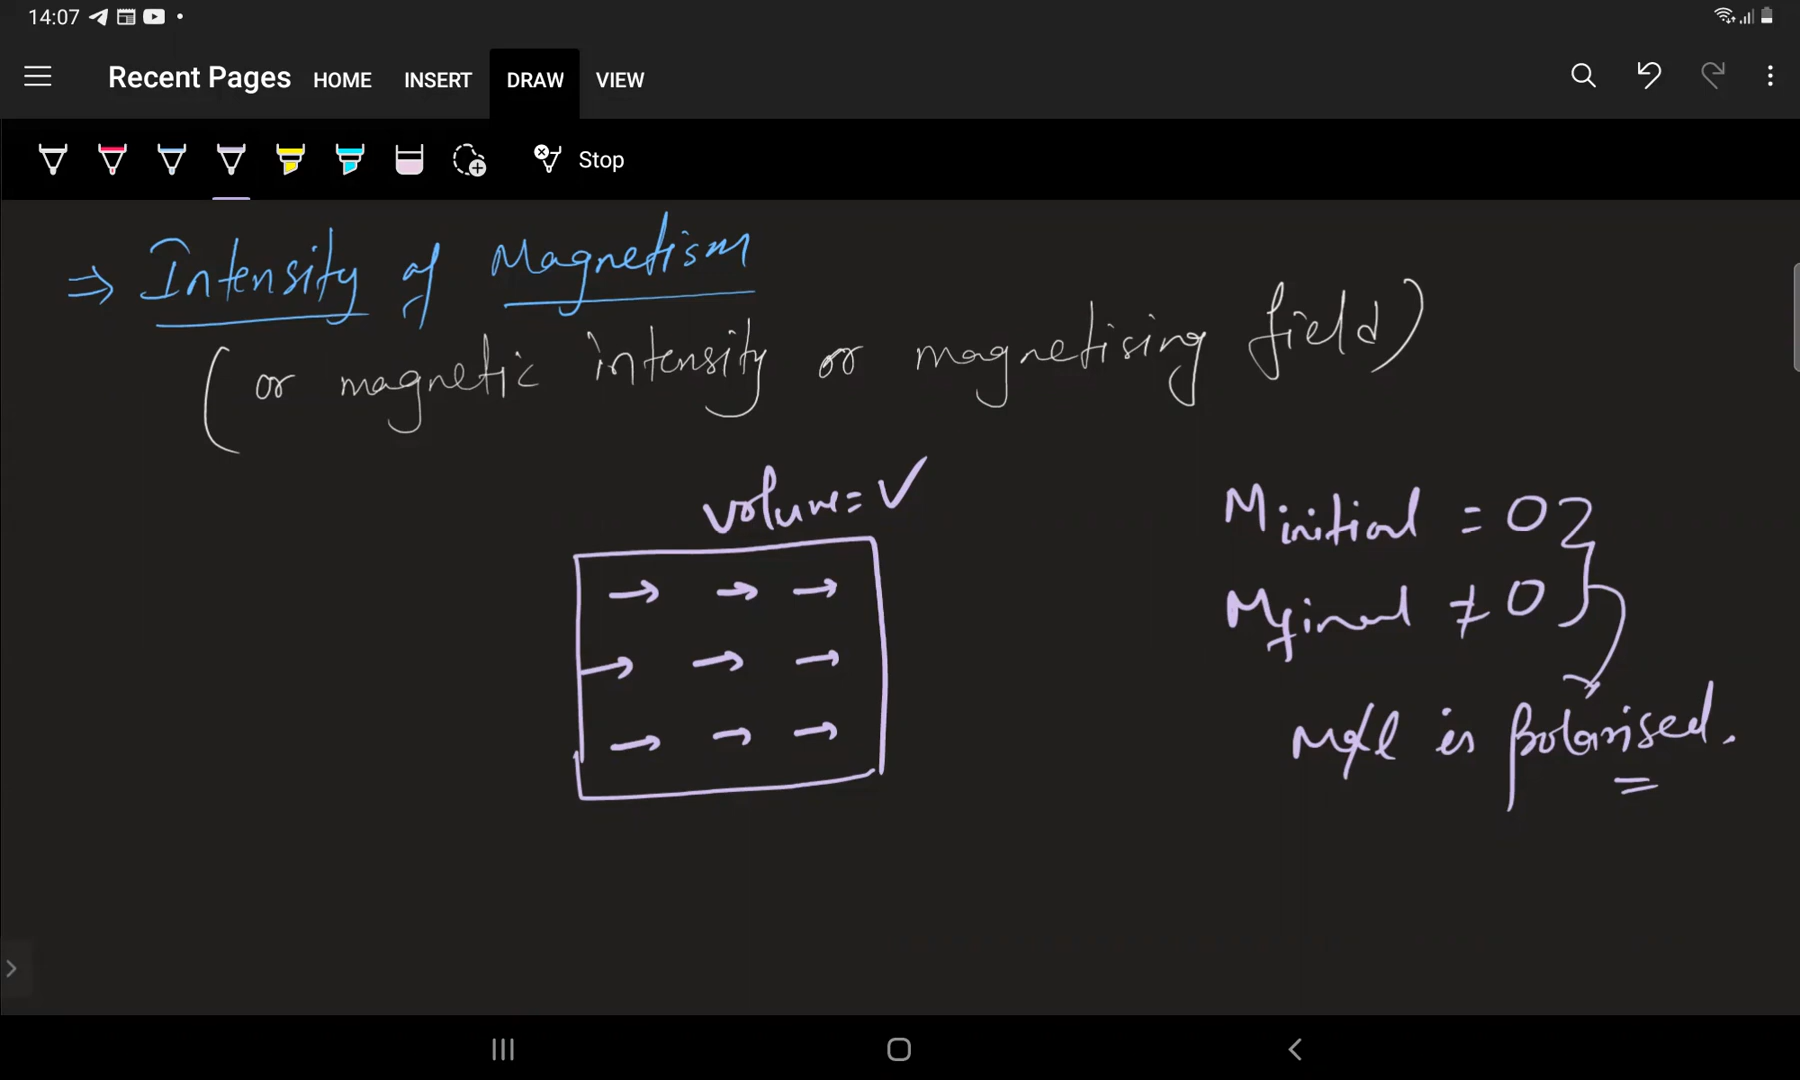 14:07
Recent Pages HOME INSERT DRAW VIEW
Stop
⇒ Intensity of Magnetism
(or magnetic intensity or magnetising field)
volume = V
M initial = 0
M final ≠ 0
is polarised.